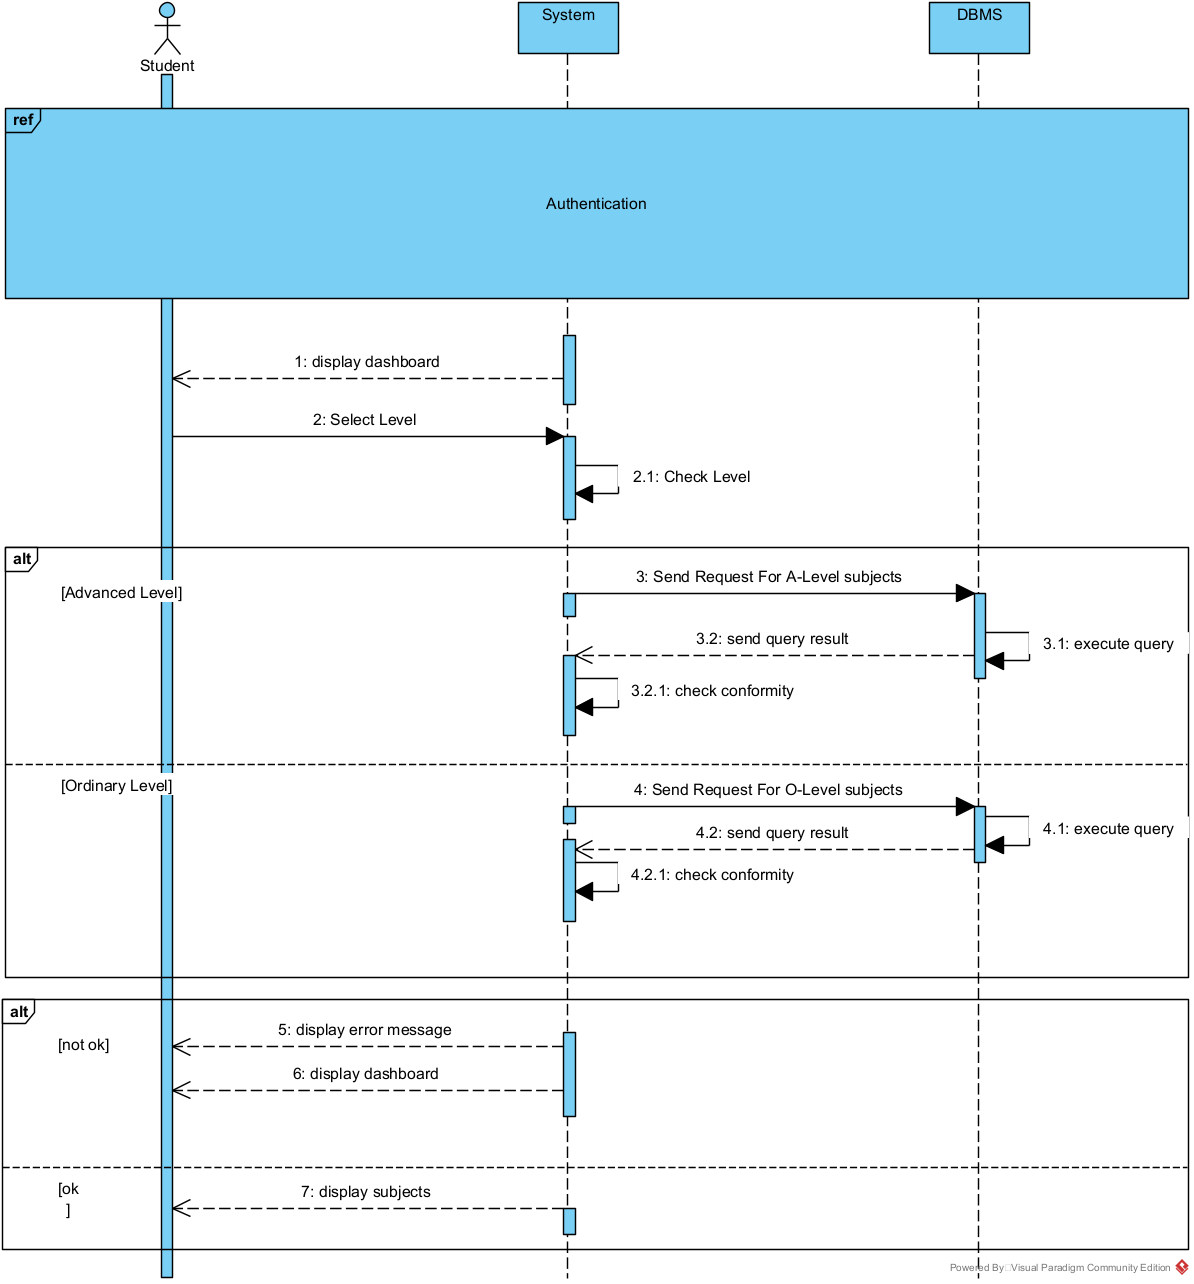 System
DBMS
Student
ref
Authentication
1: display dashboard
2: Select Level
2.1: Check Level
alt
[Advanced Level]
3: Send Request For A-Level subjects
3.2: send query result
3.1: execute query
3.2.1: check conformity
[Ordinary Level]
4: Send Request For O-Level subjects
4.2: send query result
4.1: execute query
4.2.1: check conformity
alt
[not ok]
5: display error message
6: display dashboard
[ok
]
7: display subjects
Powered By Visual Paradigm Community Edition